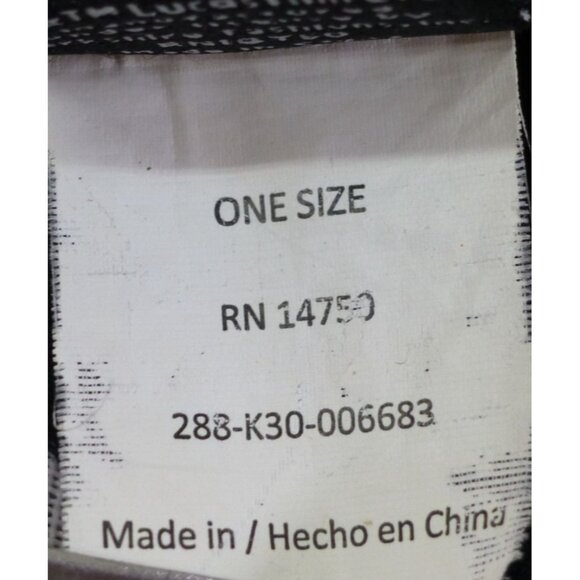 ONE SIZE
RN 14750
288-K30-006683
Made in / Hecho en China